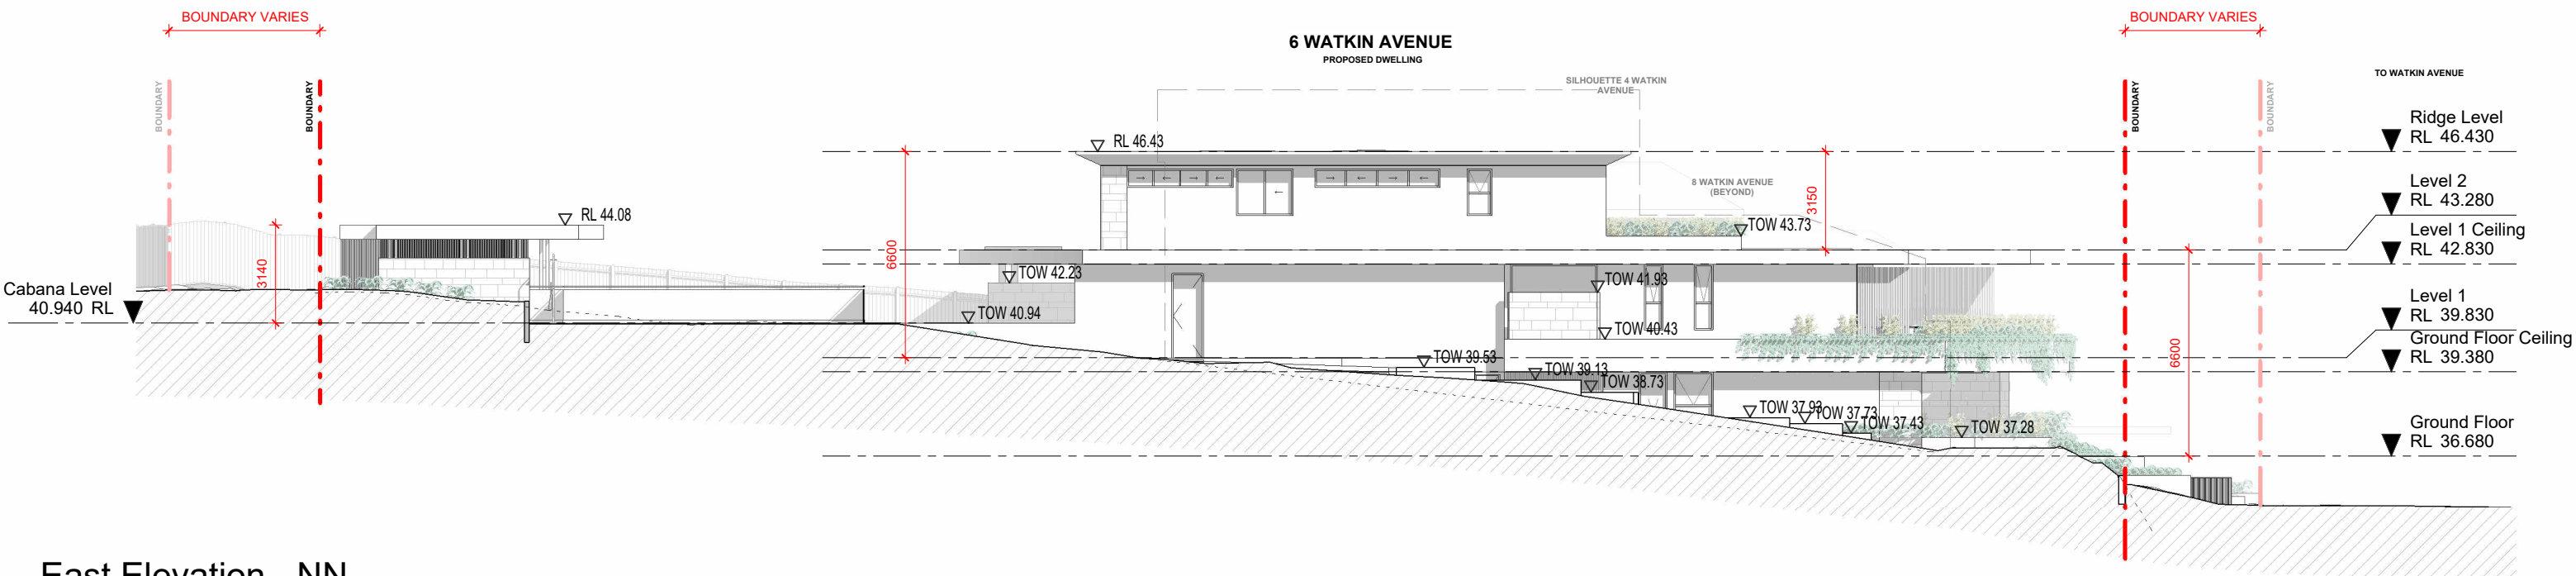 BOUNDARY VARIES
BOUNDARY VARIES
6 WATKIN AVENUE
PROPOSED DWELLING
TO WATKIN AVENUE
SILHOUETTE 4 WATKIN
AVENUE
BOUNDARY
BOUNDARY
BOUNDARY
BOUNDARY
Ridge Level
RL 46.430
RL 46.43
8 WATKIN AVENUE
(BEYOND)
3150
Level 2
RL 43.280
RL 44.08
TOW 43.73
Level 1 Ceiling
RL 42.830
6600
3140
TOW 42.23
TOW 41.93
Cabana Level
40.940 RL
TOW 40.94
TOW 40.43
Level 1
RL 39.830
Ground Floor Ceiling
RL 39.380
6600
TOW 39.53
TOW 39.13
TOW 38.73
TOW 37.93
TOW 37.73
TOW 37.43
TOW 37.28
Ground Floor
RL 36.680